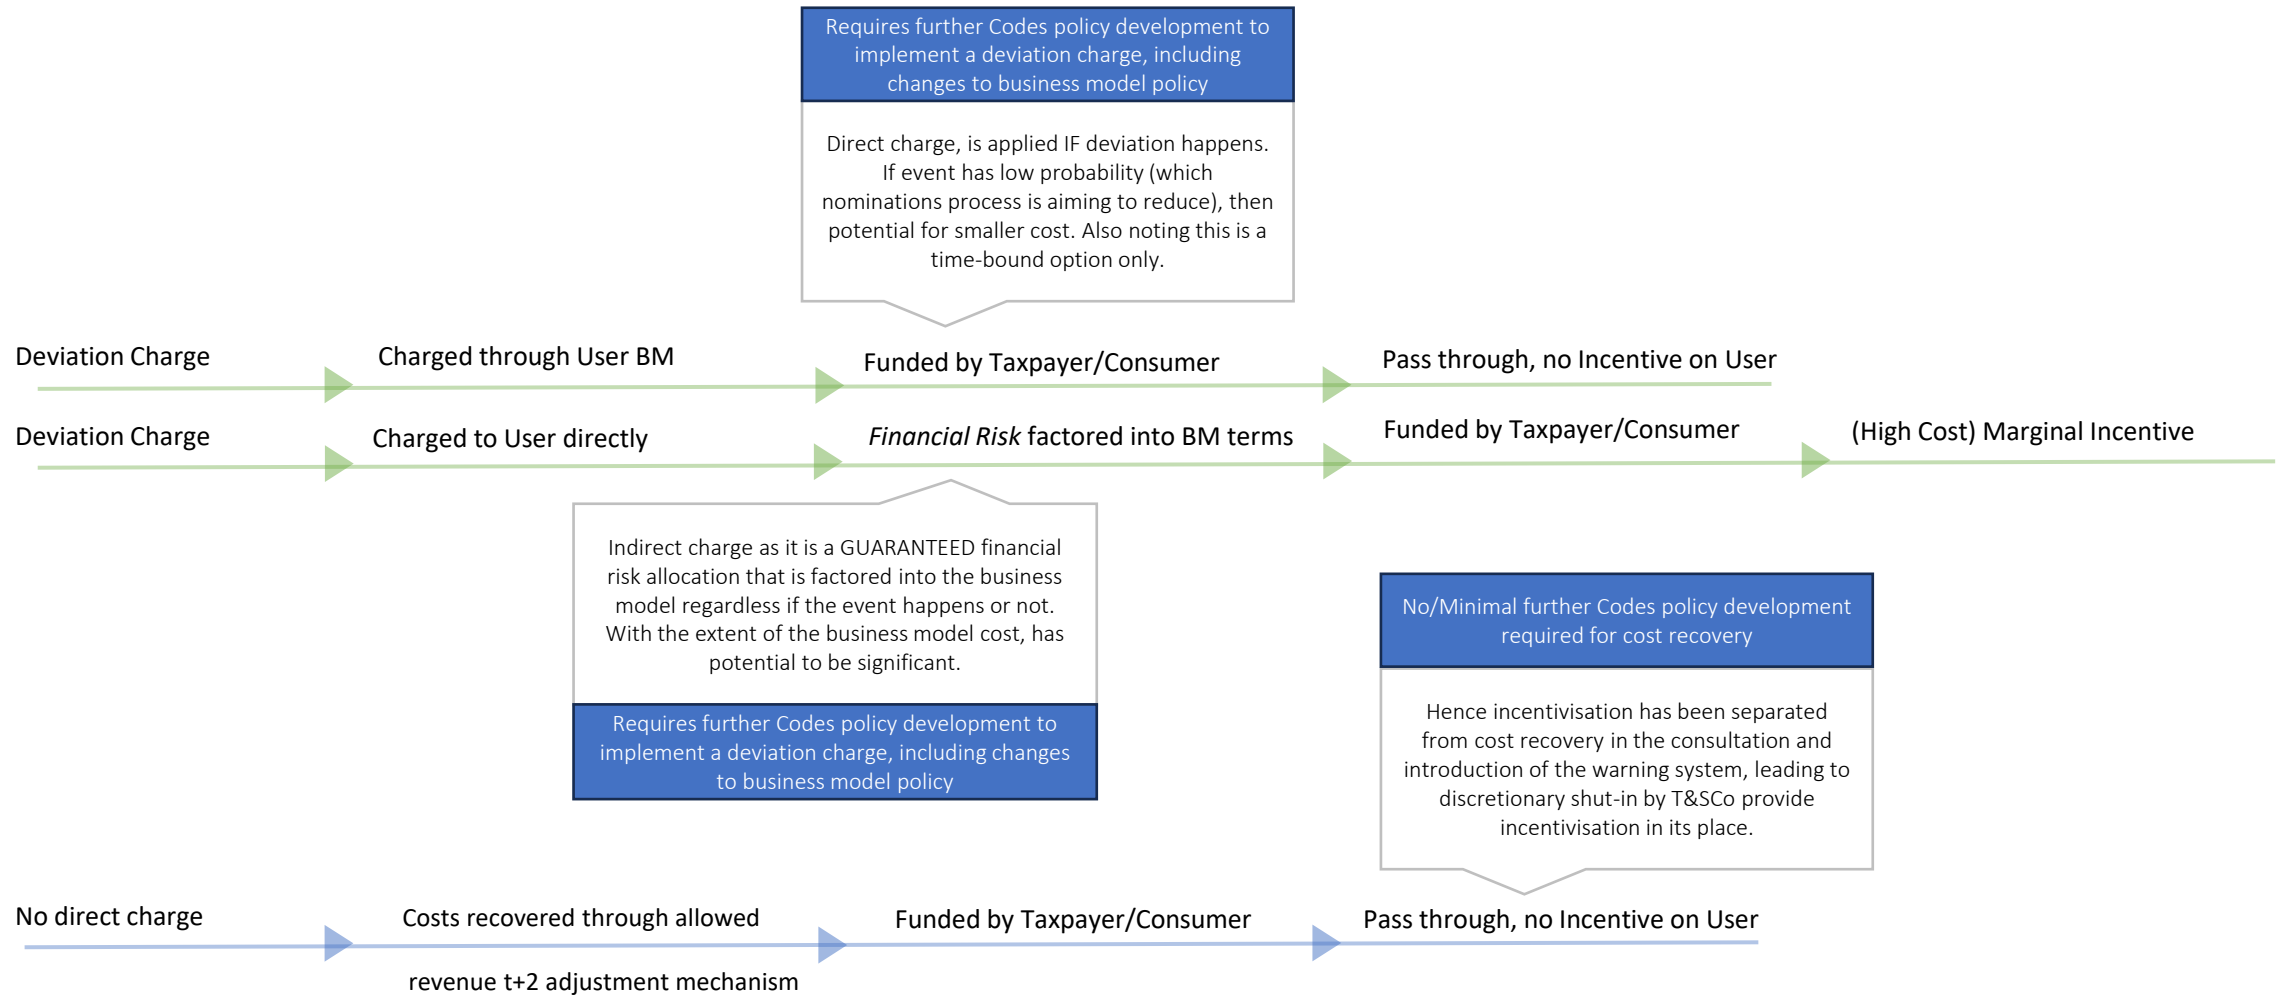 Requires further Codes policy development to
implement a deviation charge, including
changes to business model policy
Direct charge, is applied IF deviation happens.
If event has low probability (which
nominations process is aiming to reduce), then
potential for smaller cost. Also noting this is a
time-bound option only.
Deviation Charge
Charged through User BM
Funded by Taxpayer/Consumer
Pass through, no Incentive on User
Deviation Charge
Charged to User directly
Financial Risk factored into BM terms
Funded by Taxpayer/Consumer
(High Cost) Marginal Incentive
Indirect charge as it is a GUARANTEED financial
risk allocation that is factored into the business
model regardless if the event happens or not.
With the extent of the business model cost, has
potential to be significant.
Requires further Codes policy development to
implement a deviation charge, including changes
to business model policy
No/Minimal further Codes policy development
required for cost recovery
Hence incentivisation has been separated
from cost recovery in the consultation and
introduction of the warning system, leading to
discretionary shut-in by T&SCo provide
incentivisation in its place.
No direct charge
Costs recovered through allowed
revenue t+2 adjustment mechanism
Funded by Taxpayer/Consumer
Pass through, no Incentive on User